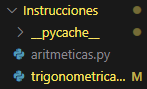 Instrucciones
__pycache__
aritmeticas.py
trigonometrica... M